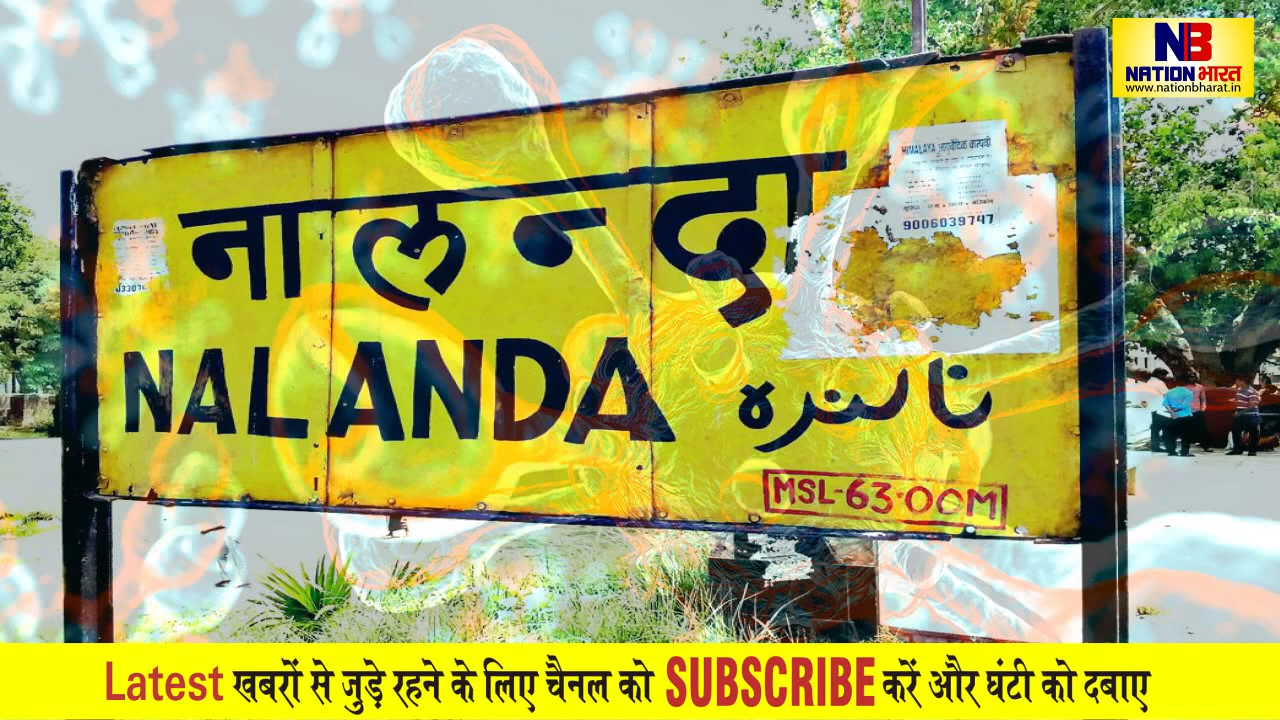 NB
NATION भारत
www.nationbharat.in
नालन्दा
NALANDA
نالندہ
MSL-63·00M
HIMALAYA
9006039747
Latest खबरों से जुड़े रहने के लिए चैनल को SUBSCRIBE करें और घंटी को दबाए